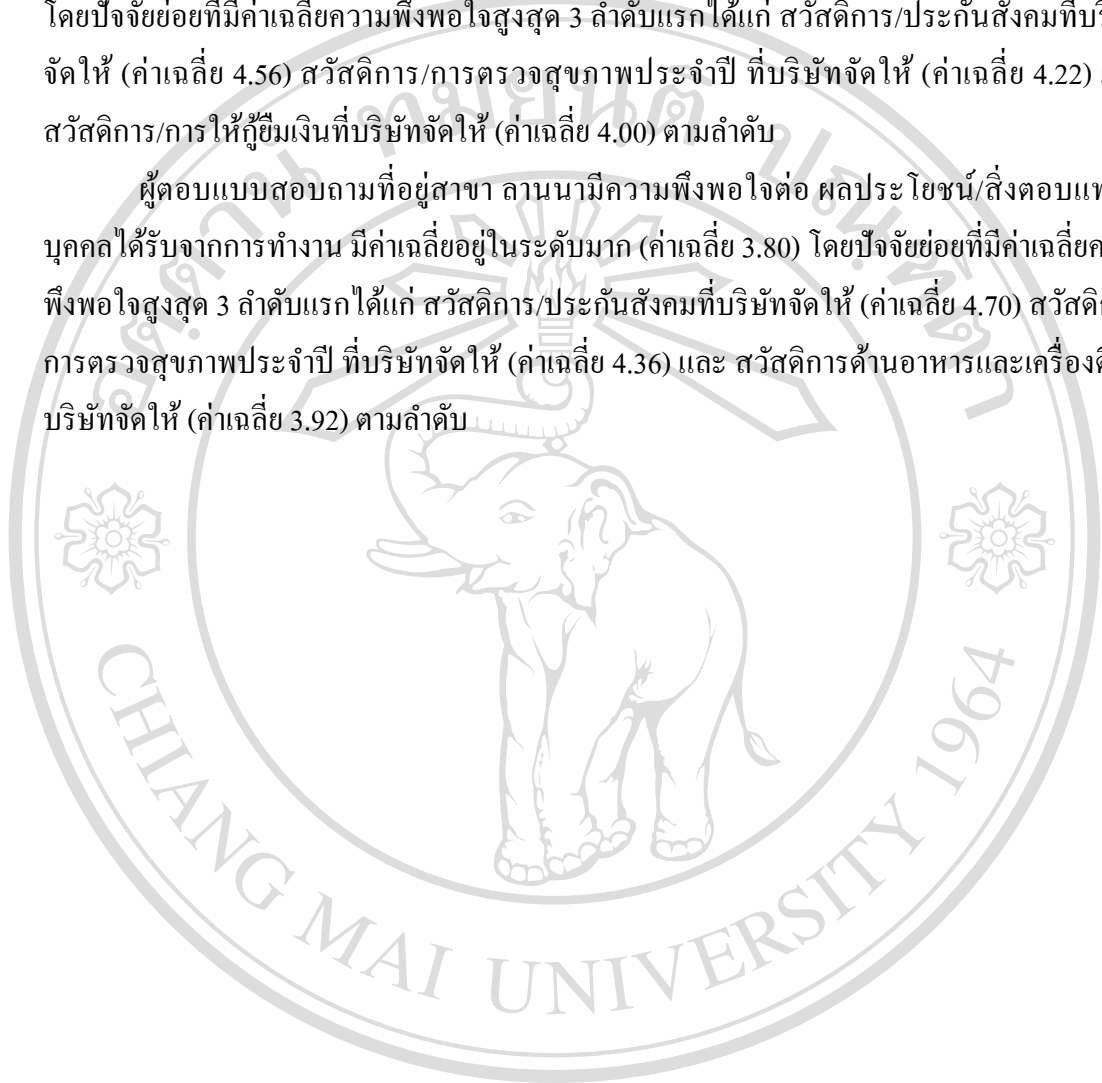 โดยปัจจัยย่อยที่มีค่าเฉลี่ยความพึงพอใจสูงสุด 3 ลำดับแรกได้แก่ สวัสดิการ/ประกันสังคมที่
จัดให้ (ค่าเฉลี่ย 4.56) สวัสดิการ/การตรวจสุขภาพประจำปี ที่บริษัทจัดให้ (ค่าเฉลี่ย 4.22)
สวัสดิการ/การให้กู้ยืมเงินที่บริษัทจัดให้ (ค่าเฉลี่ย 4.00) ตามลำดับ
ผู้ตอบแบบสอบถามที่อยู่สาขา ลานนามีความพึงพอใจต่อ ผลประโยชน์/
บุคคลได้รับจากการทำงาน มีค่าเฉลี่ยอยู่ในระดับมาก (ค่าเฉลี่ย 3.80) โดยปัจจัยย่อยที่มีค่าเฉลี่ย
พึงพอใจสูงสุด 3 ลำดับแรกได้แก่ สวัสดิการ/ประกันสังคมที่บริษัทจัดให้ (ค่าเฉลี่ย 4.70)
การตรวจสุขภาพประจำปี ที่บริษัทจัดให้ (ค่าเฉลี่ย 4.36) และ สวัสดิการด้านอาหารและ
บริษัทจัดให้ (ค่าเฉลี่ย 3.92) ตามลำดับ
CHIANG MAI UNIVERSITY 1964